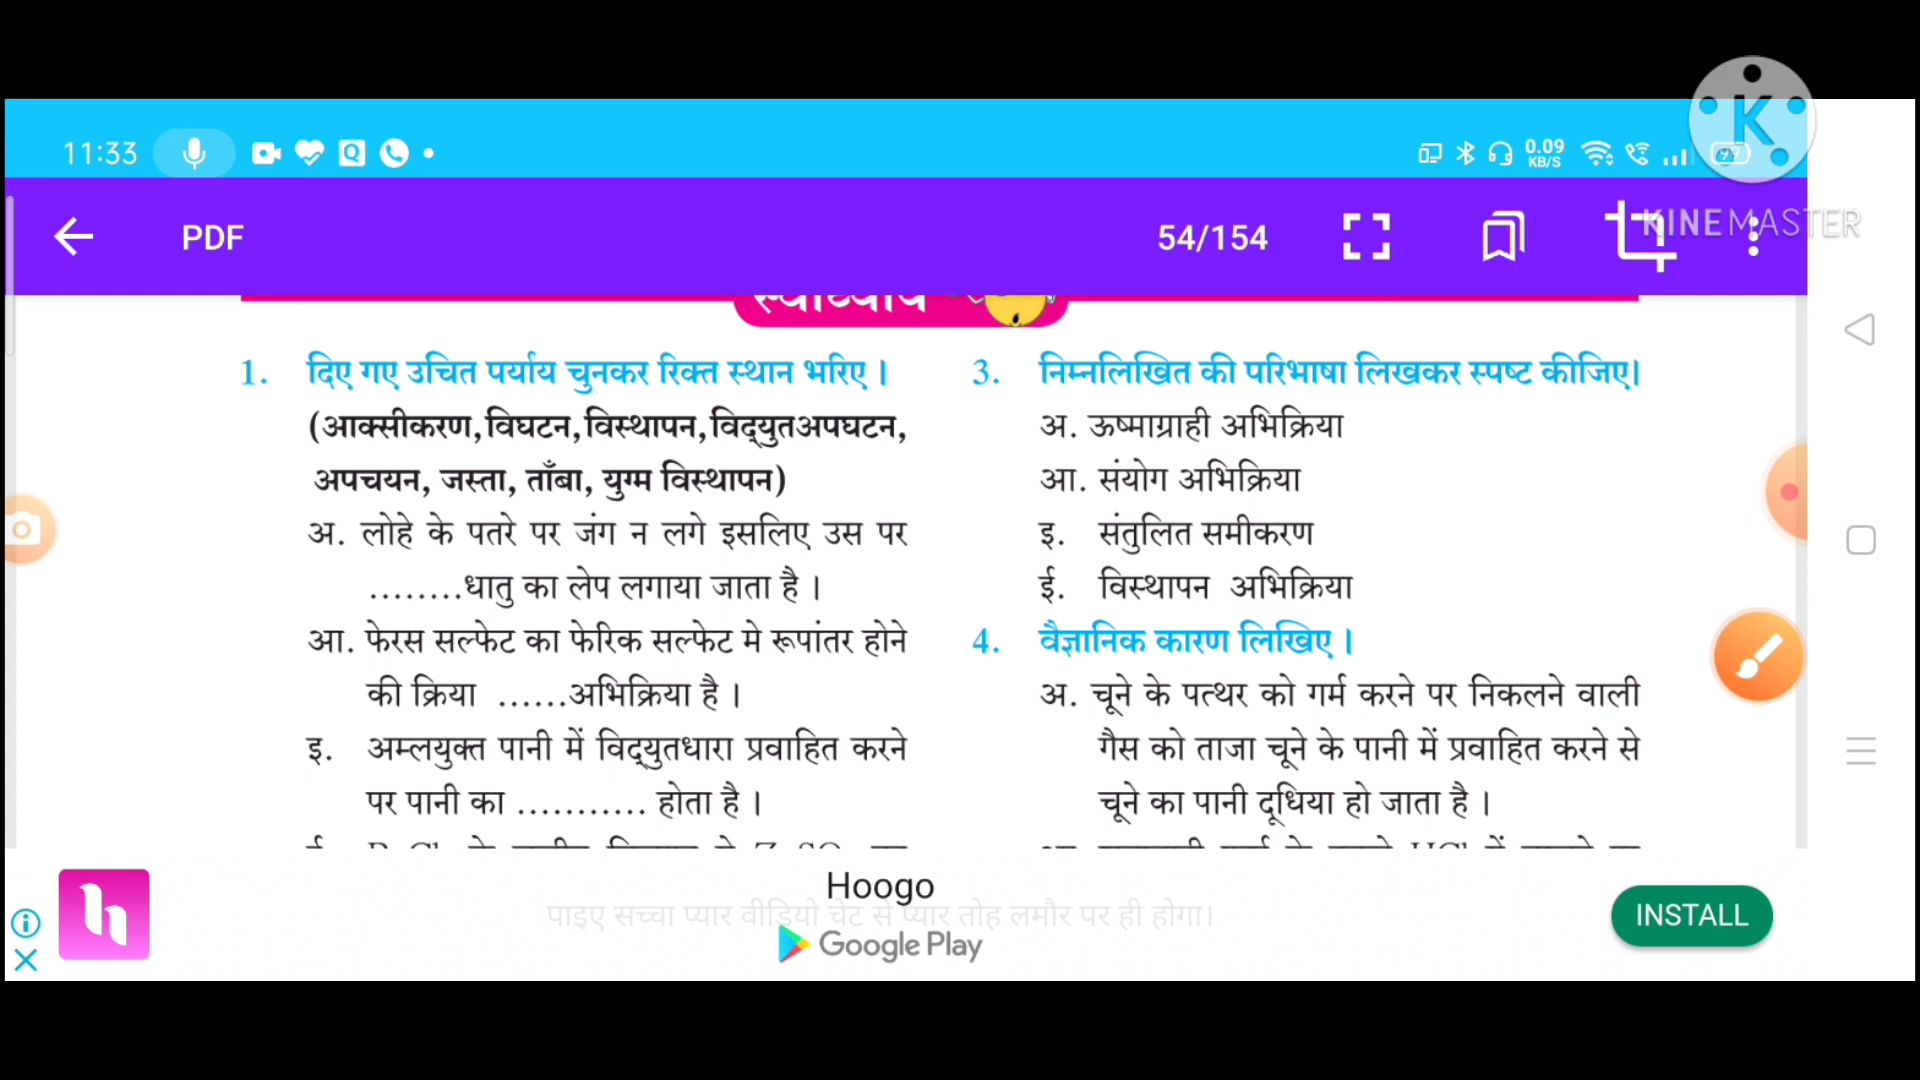 11:33
0.09
KB/S
KINEMASTER
PDF
54/154
स्वाध्याय
1. दिए गए उचित पर्याय चुनकर रिक्त स्थान भरिए ।
(आक्सीकरण, विघटन, विस्थापन, विद्युतअपघटन,
अपचयन, जस्ता, ताँबा, युग्म विस्थापन)
अ. लोहे के पतरे पर जंग न लगे इसलिए उस पर
........धातु का लेप लगाया जाता है ।
आ. फेरस सल्फेट का फेरिक सल्फेट मे रूपांतर होने
की क्रिया ......अभिक्रिया है ।
इ. अम्लयुक्त पानी में विद्युतधारा प्रवाहित करने
पर पानी का ........... होता है ।
3. निम्नलिखित की परिभाषा लिखकर स्पष्ट कीजिए।
अ. ऊष्माग्राही अभिक्रिया
आ. संयोग अभिक्रिया
इ. संतुलित समीकरण
ई. विस्थापन अभिक्रिया
4. वैज्ञानिक कारण लिखिए ।
अ. चूने के पत्थर को गर्म करने पर निकलने वाली
गैस को ताजा चूने के पानी में प्रवाहित करने से
चूने का पानी दूधिया हो जाता है ।
Hoogo
पाइए सच्चा प्यार वीडियो चेट से प्यार तोह लमौर पर ही होगा।
Google Play
INSTALL